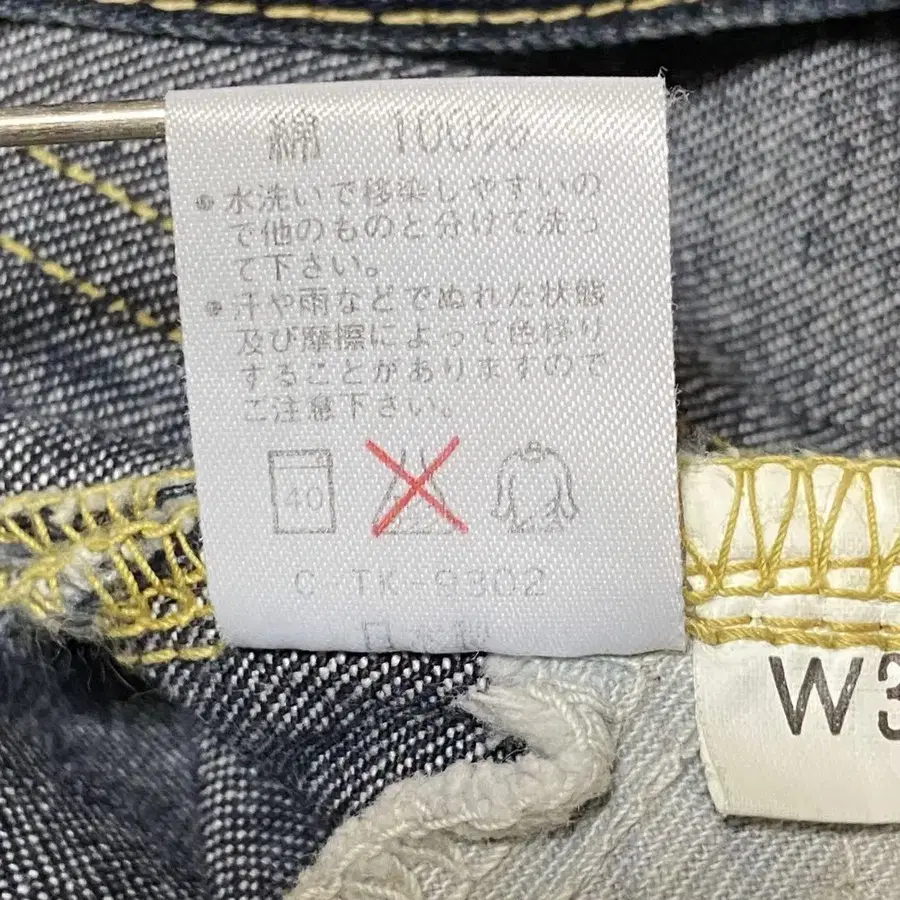 綿 100%
• 水洗いで移染しやすいの
で他のものと分けて洗っ
て下さい。
• 汗や雨などでぬれた状態
及び摩擦によって色移り
することがありますので
ご注意下さい。
40
C TK-9302
日本製
W3